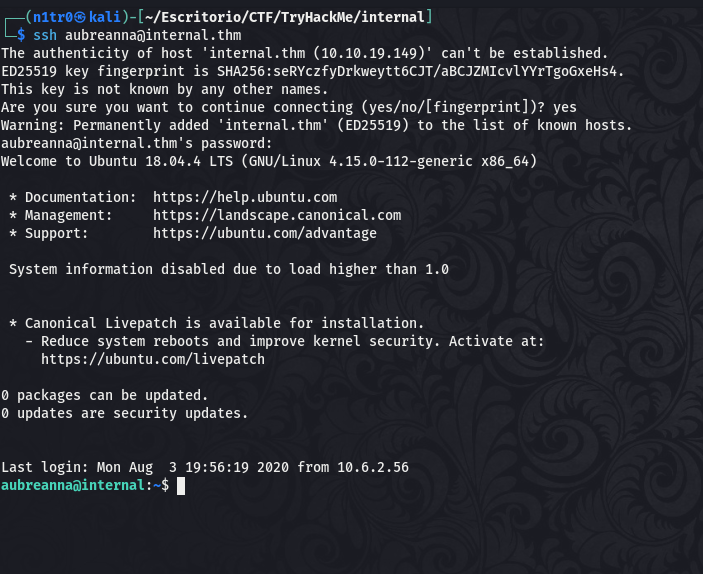 ┌──(n1tr0㉿kali)-[~/Escritorio/CTF/TryHackMe/internal]
└─$ ssh aubreanna@internal.thm
The authenticity of host 'internal.thm (10.10.19.149)' can't be established.
ED25519 key fingerprint is SHA256:seRYczfyDrkweytt6CJT/aBCJZMIcvlYYrTgoGxeHs4.
This key is not known by any other names.
Are you sure you want to continue connecting (yes/no/[fingerprint])? yes
Warning: Permanently added 'internal.thm' (ED25519) to the list of known hosts.
aubreanna@internal.thm's password:
Welcome to Ubuntu 18.04.4 LTS (GNU/Linux 4.15.0-112-generic x86_64)

 * Documentation:  https://help.ubuntu.com
 * Management:     https://landscape.canonical.com
 * Support:        https://ubuntu.com/advantage

 System information disabled due to load higher than 1.0


 * Canonical Livepatch is available for installation.
   - Reduce system reboots and improve kernel security. Activate at:
     https://ubuntu.com/livepatch

0 packages can be updated.
0 updates are security updates.


Last login: Mon Aug  3 19:56:19 2020 from 10.6.2.56
aubreanna@internal:~$